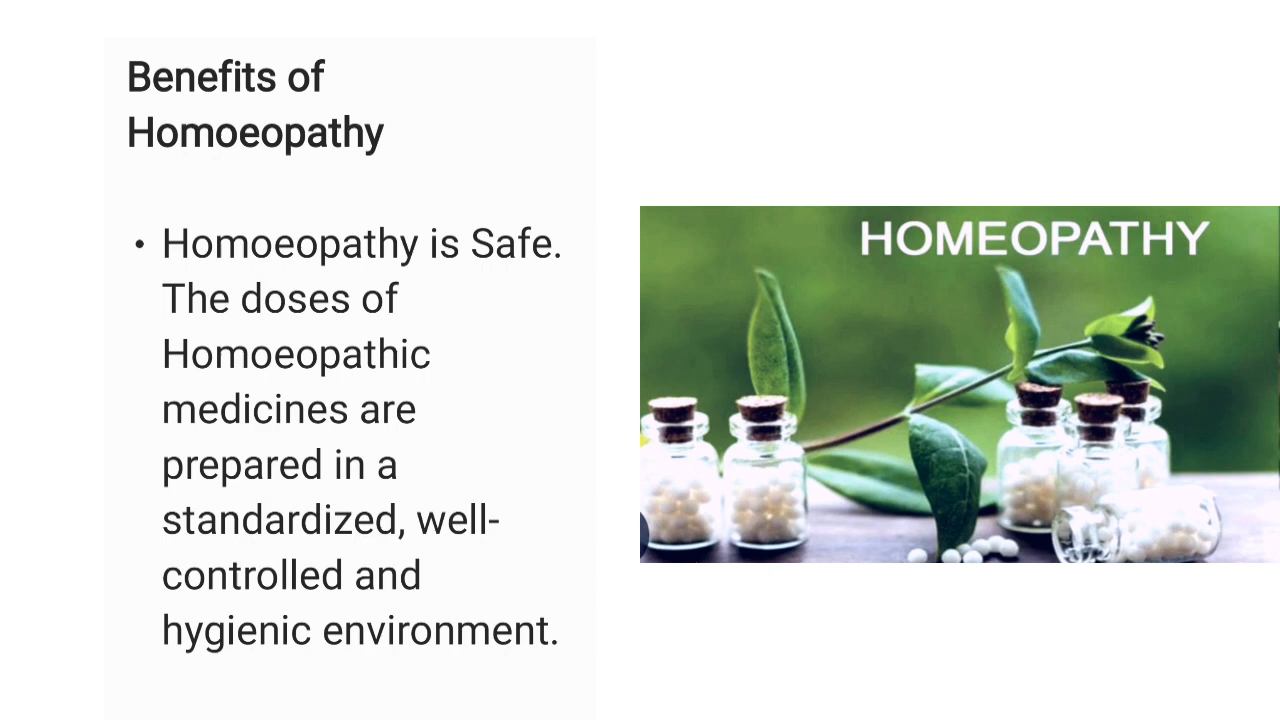 Benefits of
Homoeopathy
• Homoeopathy is Safe.
The doses of
Homoeopathic
medicines are
prepared in a
standardized, well-
controlled and
hygienic environment.
HOMEOPATHY